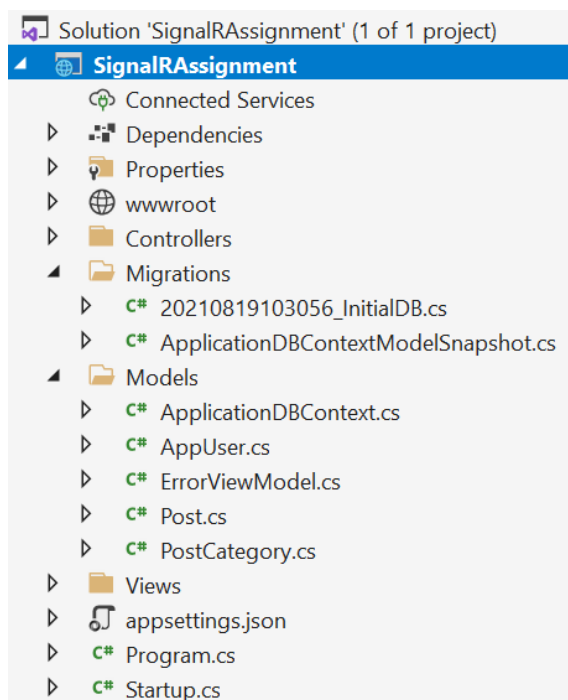 Solution 'SignalRAssignment' (1 of 1 project)
SignalRAssignment
Connected Services
Dependencies
Properties
wwwroot
Controllers
Migrations
C# 20210819103056_InitialDB.cs
C# ApplicationDBContextModelSnapshot.cs
Models
C# ApplicationDBContext.cs
C# AppUser.cs
C# ErrorViewModel.cs
C# Post.cs
C# PostCategory.cs
Views
appsettings.json
C# Program.cs
C# Startup.cs